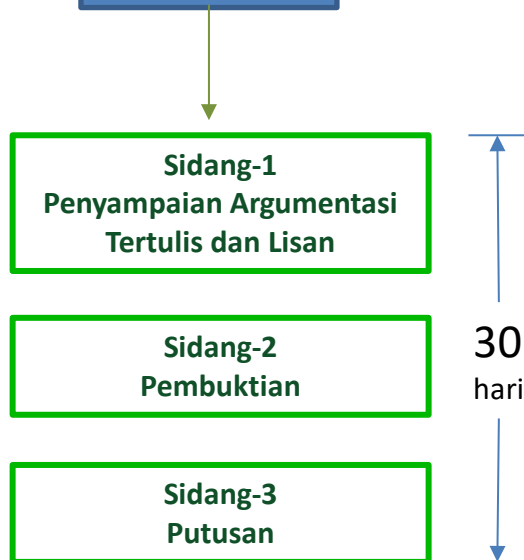 Sidang-1
Penyampaian Argumentasi
Tertulis dan Lisan
Sidang-2
Pembuktian
30
hari
Sidang-3
Putusan